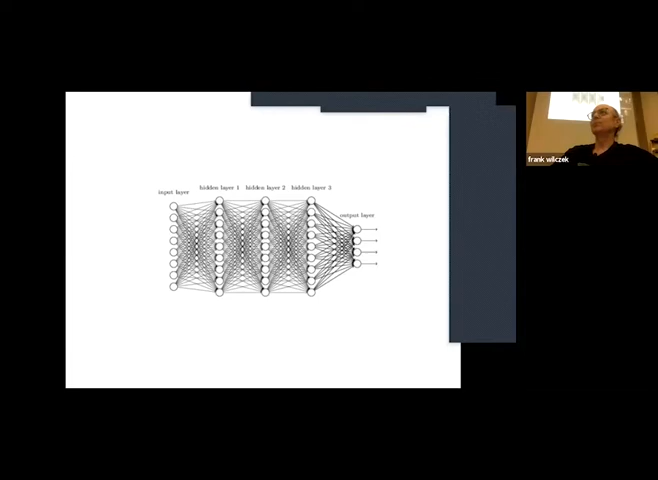 hidden layer 1 hidden layer 2 hidden layer 3
input layer
output layer
frank wilczek